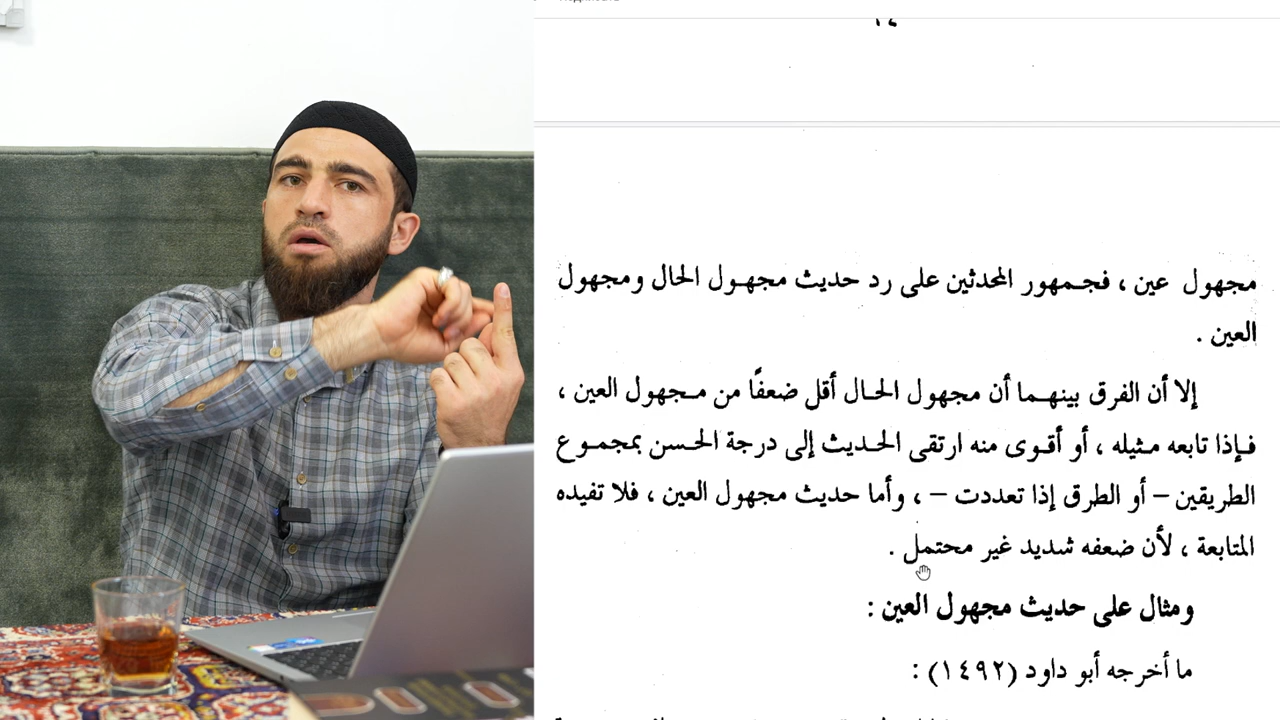 ١٤
مجهول عين ، فجمهور المحدثين على رد حديث مجهول الحال ومجهول
العين .
إلا أن الفرق بينهما أن مجهول الحال أقل ضعفًا من مجهول العين ،
فإذا تابعه مثيله ، أو أقوى منه ارتقى الحديث إلى درجة الحسن بمجموع
الطريقين – أو الطرق إذا تعددت – ، وأما حديث مجهول العين ، فلا تفيده
المتابعة ، لأن ضعفه شديد غير محتمل .
ومثال على حديث مجهول العين :
ما أخرجه أبو داود (١٤٩٢) :